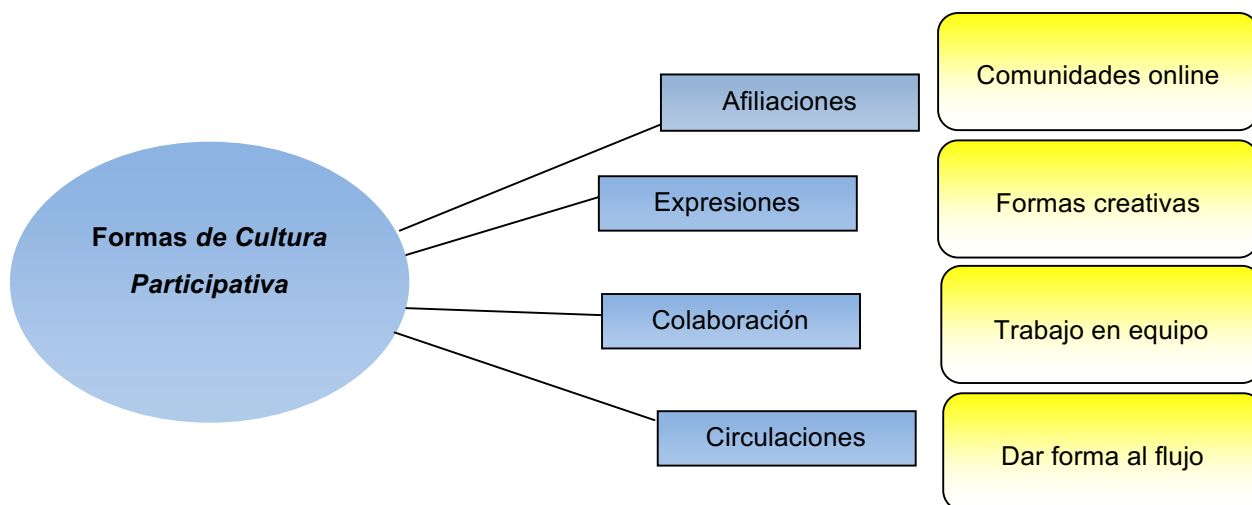 Formas de Cultura
Participativa
Afiliaciones
Comunidades online
Expresiones
Formas creativas
Colaboración
Trabajo en equipo
Circulaciones
Dar forma al flujo